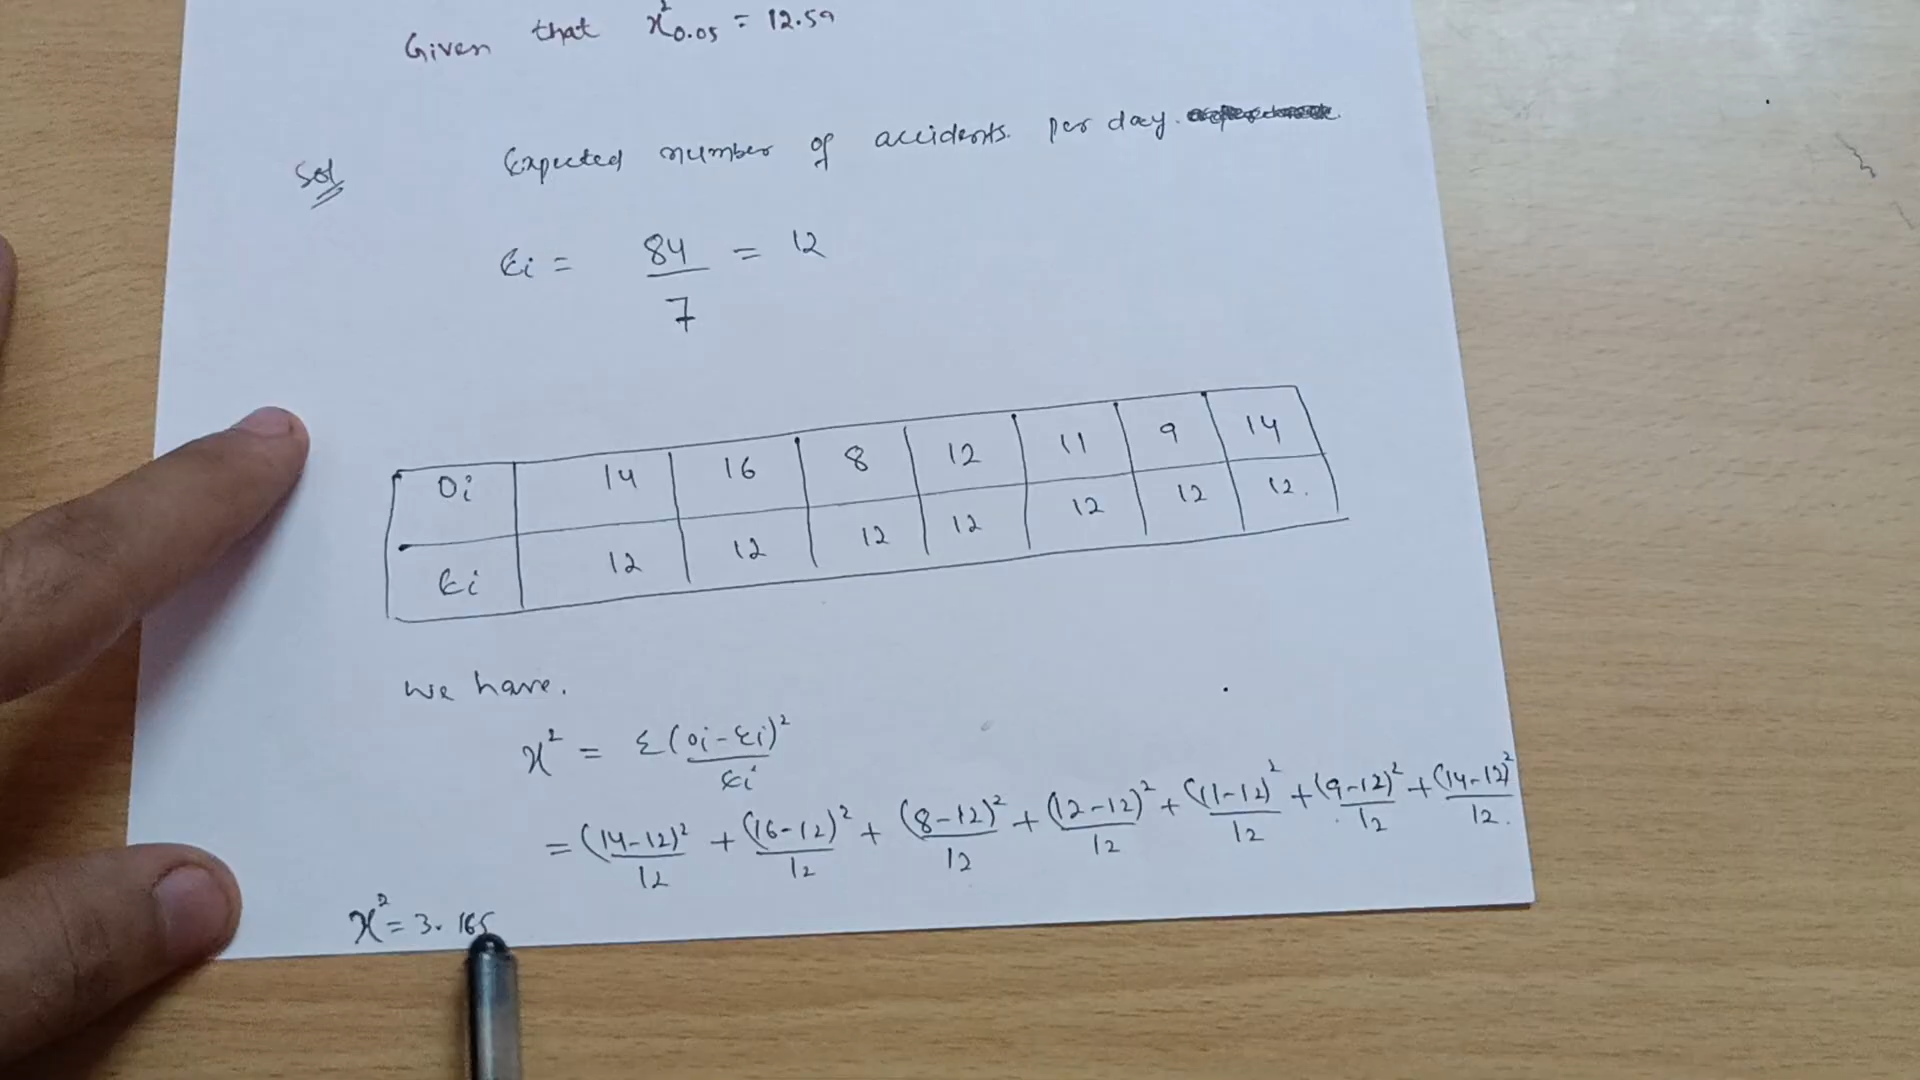 Given that x²0.05 = 12.59
Sol Expected number of accidents. per day.
Ei = 84/7 = 12
Oi 14 16 8 12 11 9 14
Ei 12 12 12 12 12 12 12.
we have.
x² = Σ(oi-Ei)²/Ei
= (14-12)²/12 + (16-12)²/12 + (8-12)²/12 + (12-12)²/12 + (11-12)²/12 + (9-12)²/12 + (14-12)²/12.
x² = 3.165